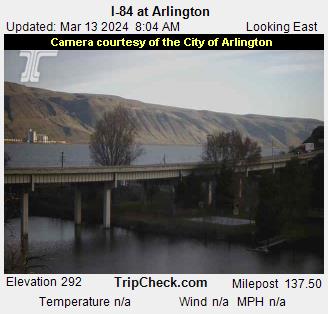 I-84 at Arlington
Updated: Mar 13 2024 8:04 AM Looking East
Camera courtesy of the City of Arlington
Elevation 292 TripCheck.com Milepost 137.50
Temperature n/a Wind n/a MPH n/a